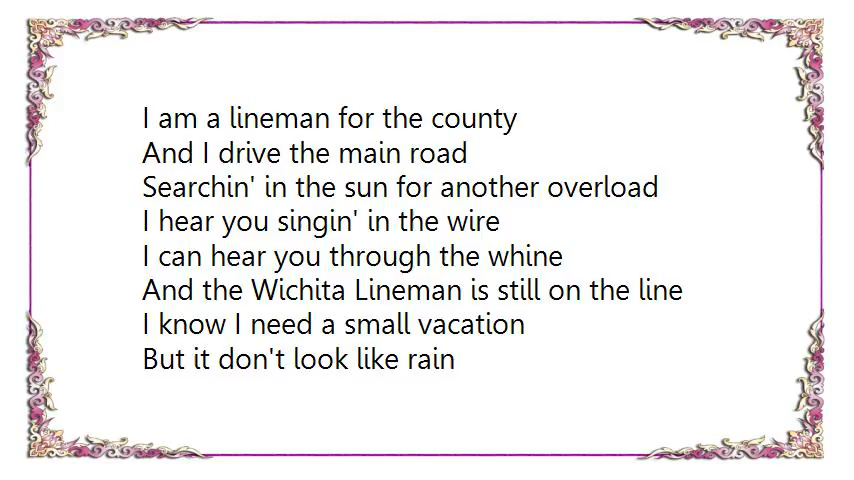 I am a lineman for the county
And I drive the main road
Searchin' in the sun for another overload
I hear you singin' in the wire
I can hear you through the whine
And the Wichita Lineman is still on the line
I know I need a small vacation
But it don't look like rain